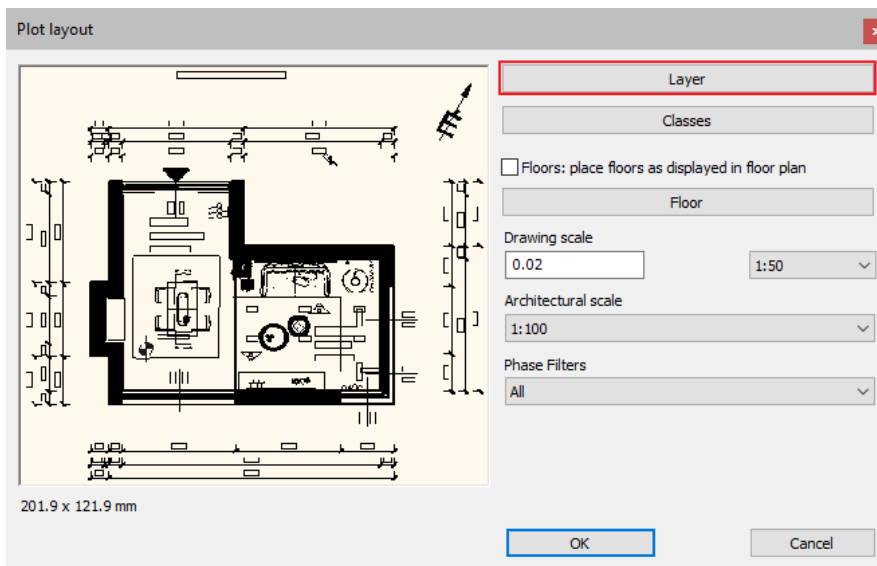 Plot layout
Layer
Classes
Floors: place floors as displayed in floor plan
Floor
Drawing scale
0.02
1:50
Architectural scale
1:100
Phase Filters
All
201.9 x 121.9 mm
OK
Cancel